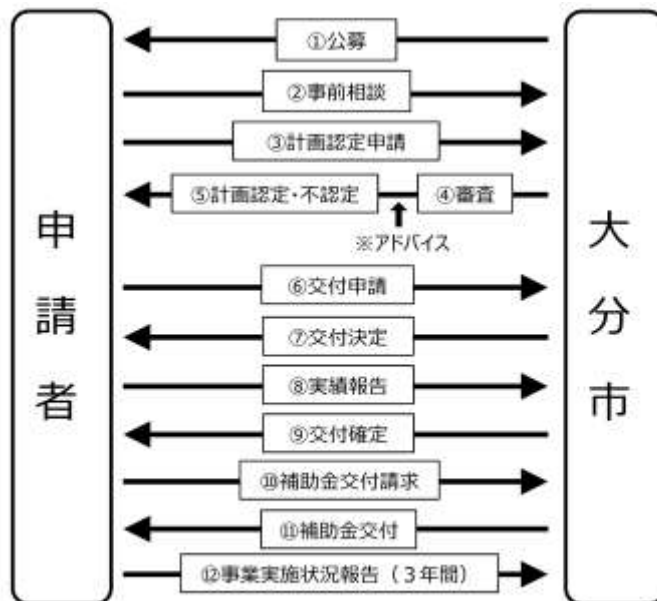 ①公募
②事前相談
③計画認定申請
⑤計画認定・不認定
④審査
※アドバイス
申請者
大分市
⑥交付申請
⑦交付決定
⑧実績報告
⑨交付確定
⑩補助金交付請求
⑪補助金交付
⑫事業実施状況報告（３年間）